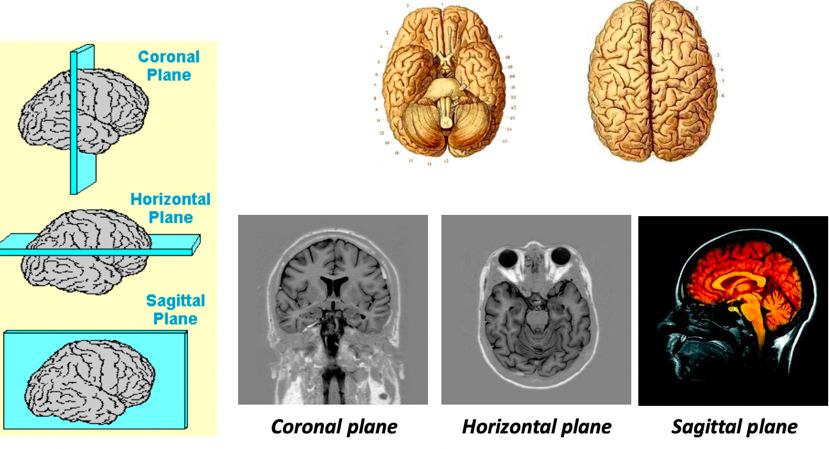 Coronal
Plane
Horizontal
Plane
Sagittal
Plane
Coronal plane
Horizontal plane
Sagittal plane